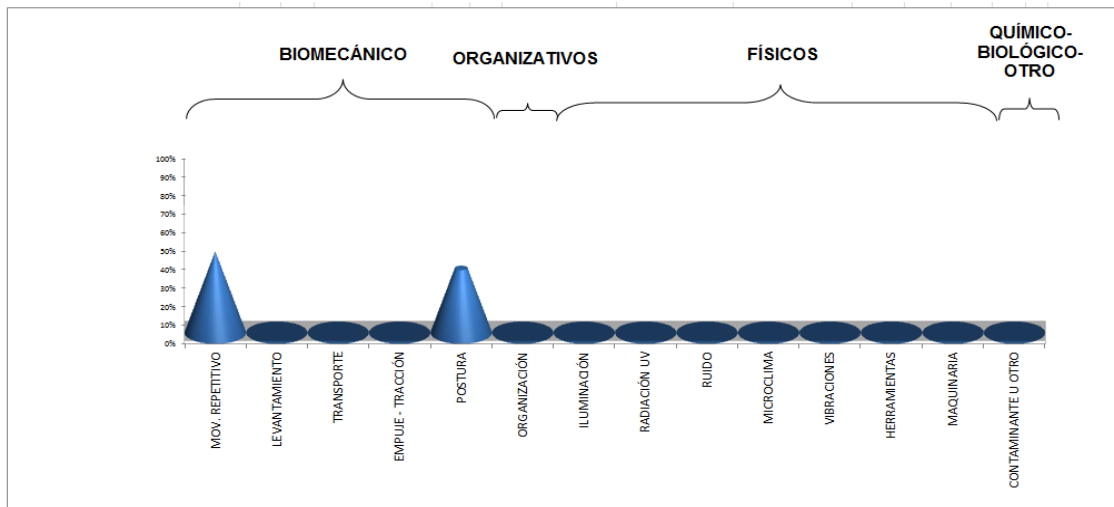 BIOMECÁNICO
ORGANIZATIVOS
FÍSICOS
QUÍMICO-
BIOLÓGICO-
OTRO
100%
90%
80%
70%
60%
50%
40%
30%
20%
10%
0%
MOV. REPETITIVO
LEVANTAMIENTO
TRANSPORTE
EMPUJE - TRACCIÓN
POSTURA
ORGANIZACIÓN
ILUMINACIÓN
RADIACIÓN UV
RUIDO
MICROCLIMA
VIBRACIONES
HERRAMIENTAS
MAQUINARIA
CONTAMINANTE U OTRO